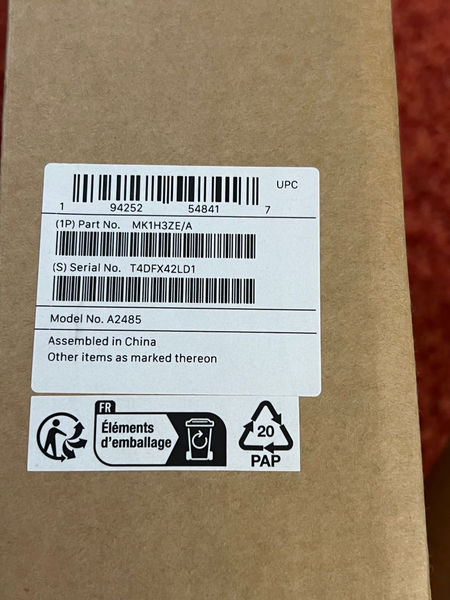 UPC
1 94252 54841 7
(1P) Part No. MK1H3ZE/A
(S) Serial No. T4DFX42LD1
Model No. A2485
Assembled in China
Other items as marked thereon
FR
Éléments
d'emballage
20
PAP